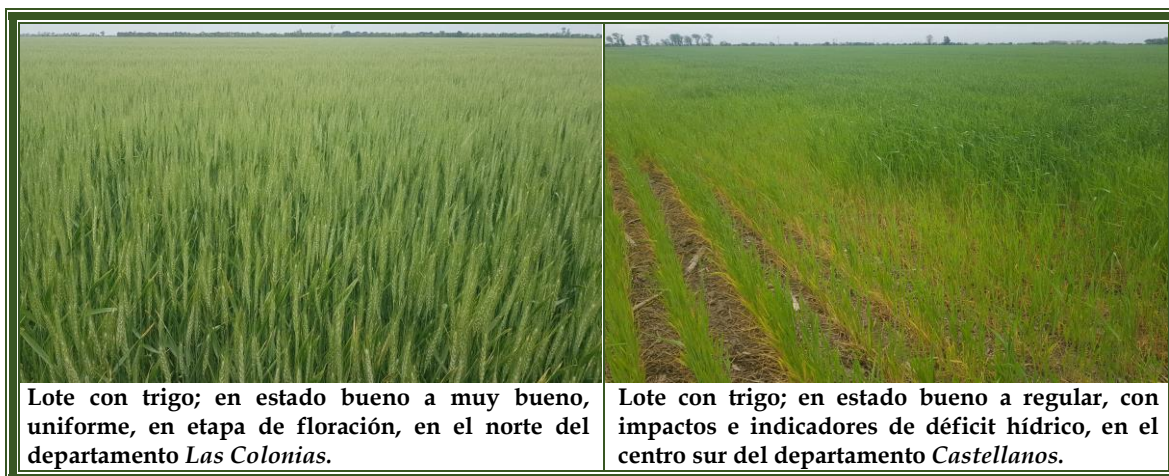 Lote con trigo; en estado bueno a muy bueno,
uniforme, en etapa de floración, en el norte del
departamento Las Colonias.
Lote con trigo; en estado bueno a regular, con
impactos e indicadores de déficit hídrico, en el
centro sur del departamento Castellanos.